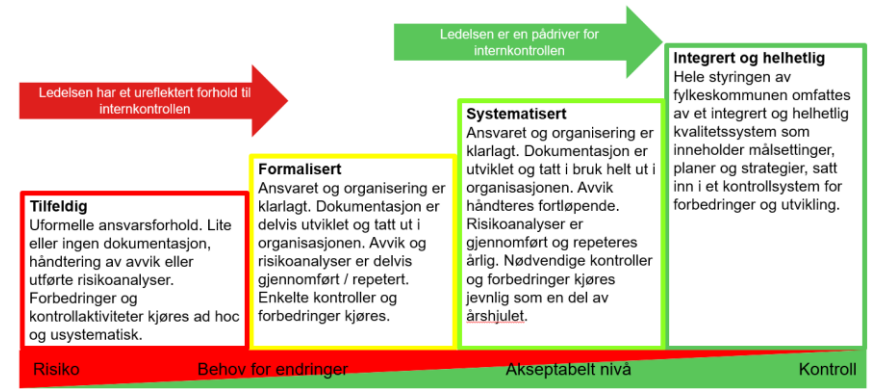 Ledelsen er en pådriver for
internkontrollen
Ledelsen har et ureflektert forhold til
internkontrollen
Tilfeldig
Uformelle ansvarsforhold. Lite
eller ingen dokumentasjon,
håndtering av avvik eller
utførte risikoanalyser.
Forbedringer og
kontrollaktiviteter kjøres ad hoc
og usystematisk.
Formalisert
Ansvaret og organisering er
klarlagt. Dokumentasjon er
delvis utviklet og tatt ut i
organisasjonen. Avvik og
risikoanalyser er delvis
gjennomført / repetert.
Enkelte kontroller og
forbedringer kjøres.
Systematisert
Ansvaret og organisering er
klarlagt. Dokumentasjon er
utviklet og tatt i bruk helt ut i
organisasjonen. Avvik
håndteres fortløpende.
Risikoanalyser er
gjennomført og repeteres
årlig. Nødvendige kontroller
og forbedringer kjøres
jevnlig som en del av
årshjulet.
Integrert og helhetlig
Hele styringen av
fylkeskommunen omfattes
av et integrert og helhetlig
kvalitetssystem som
inneholder målsettinger,
planer og strategier, satt
inn i et kontrollsystem for
forbedringer og utvikling.
Risiko
Behov for endringer
Akseptabelt nivå
Kontroll